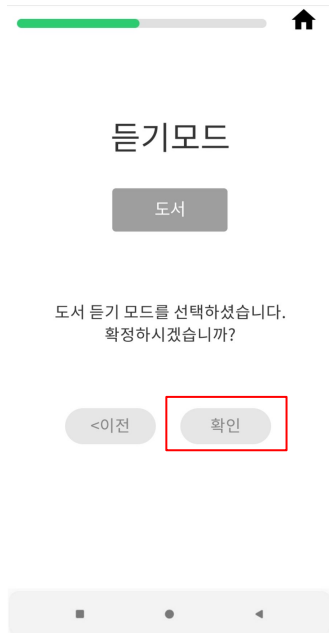 듣기모드
도서
도서 듣기 모드를 선택하셨습니다.
확정하시겠습니까?
<이전
확인